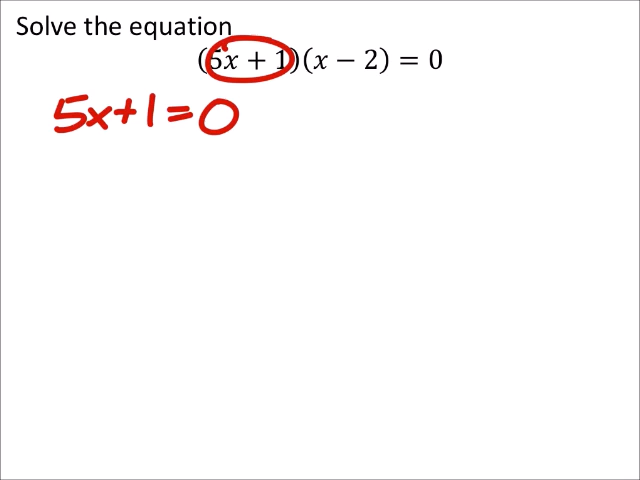 Solve the equation
(5x + 1)(x − 2) = 0
5x+1=0